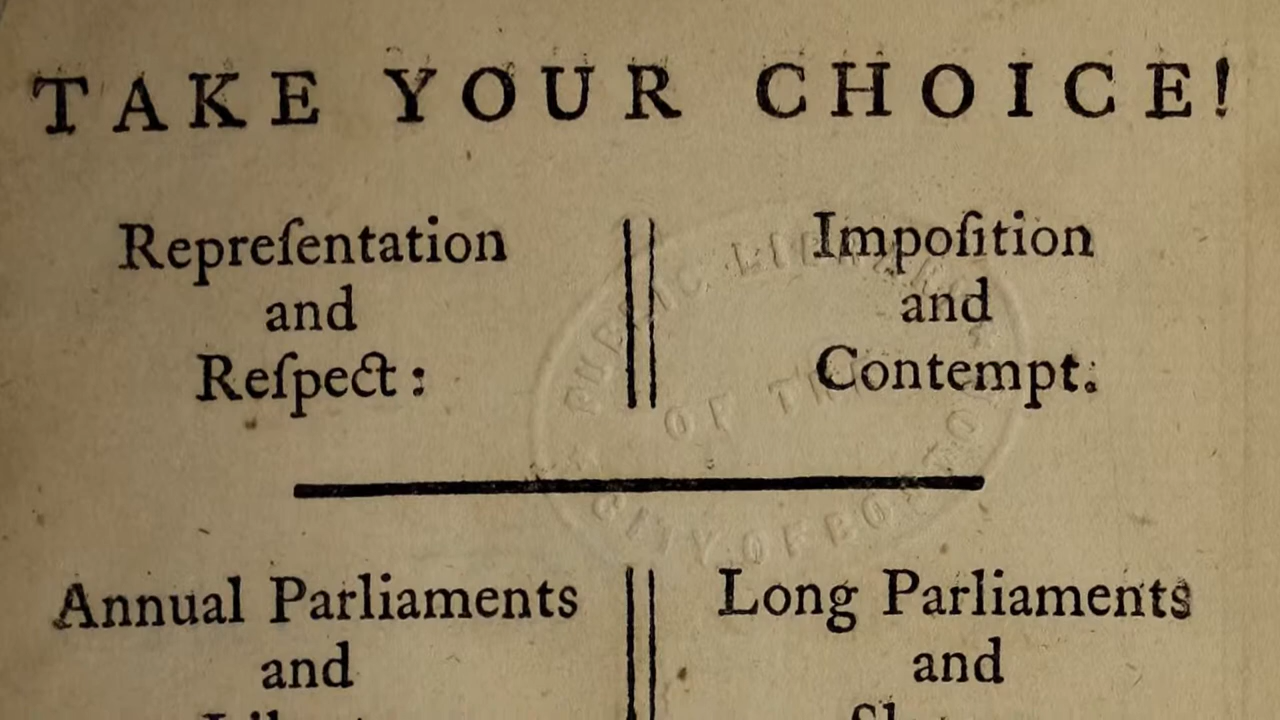 TAKE YOUR CHOICE!
Repreſentation
and
Reſpect:
Impoſition
and
Contempt.
Annual Parliaments
and
Long Parliaments
and